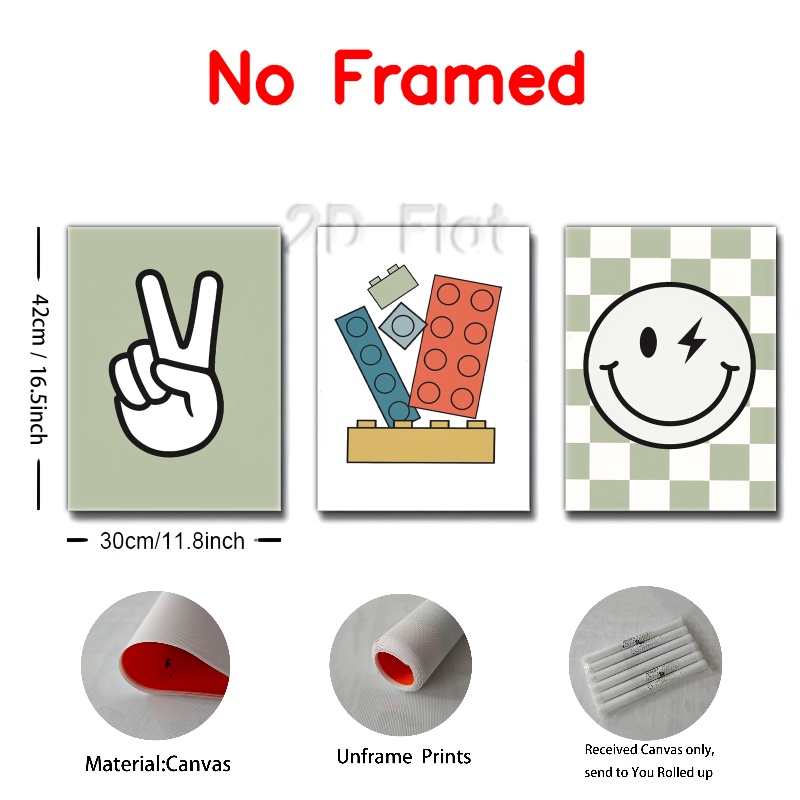 No Framed
2D Flat
42cm / 16.5inch
30cm/11.8inch
Material:Canvas
Unframe Prints
Received Canvas only,
send to You Rolled up